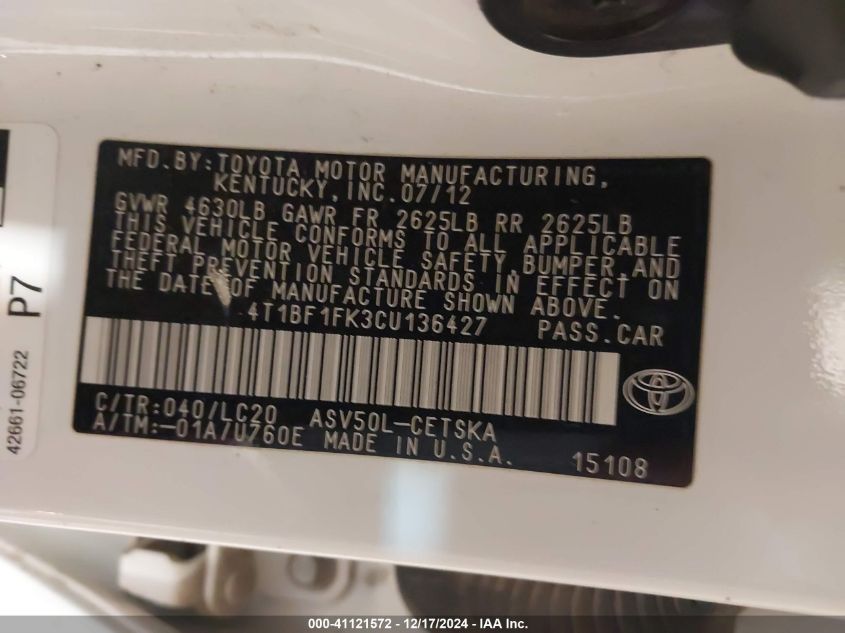 MFD.BY:TOYOTA MOTOR MANUFACTURING,
KENTUCKY, INC. 07/12
GVWR 4630LB GAWR FR 2625LB RR 2625LB
THIS VEHICLE CONFORMS TO ALL APPLICABLE
FEDERAL MOTOR VEHICLE SAFETY, BUMPER, AND
THEFT PREVENTION STANDARDS IN EFFECT ON
THE DATE OF MANUFACTURE SHOWN ABOVE.
4T1BF1FK3CU136427 PASS.CAR
C/TR:040/LC20 ASV50L-CETSKA
A/TM:-01A/U760E MADE IN U.S.A. 15108
P7
42661-06722
000-41121572 - 12/17/2024 - IAA Inc.